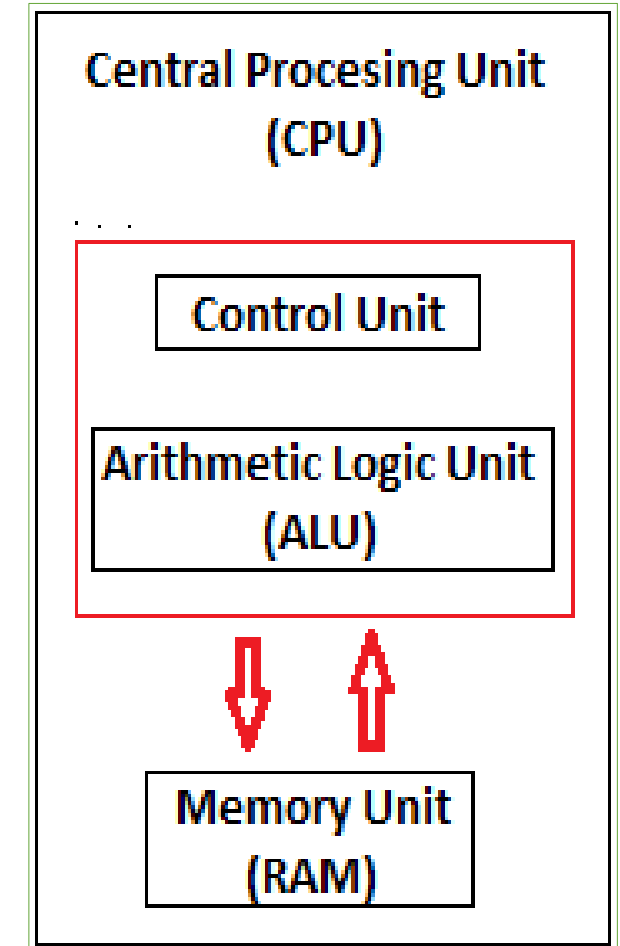 Central Procesing Unit
(CPU)
. . .
Control Unit
Arithmetic Logic Unit
(ALU)
Memory Unit
(RAM)